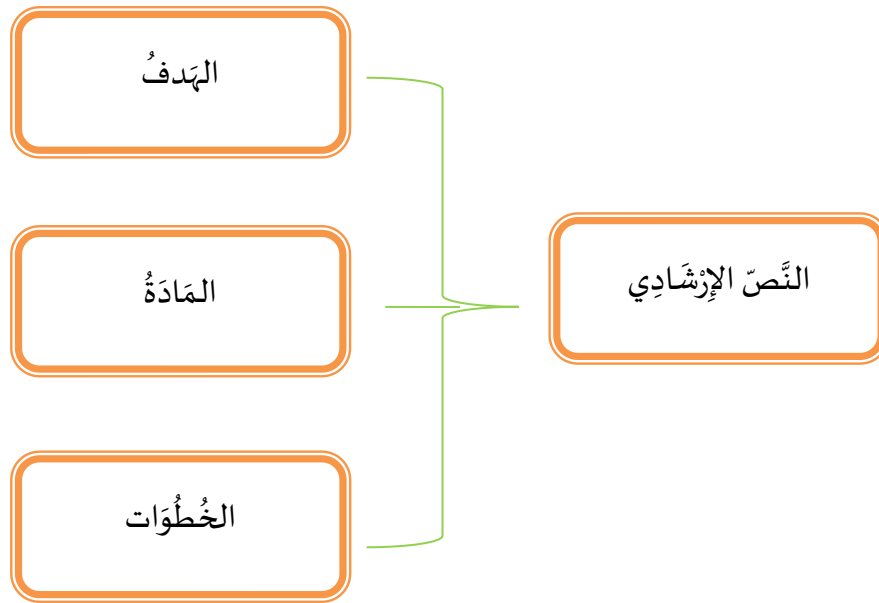 النَّصّ الإِرْشَادِي
الهَدفُ
المَادَةُ
الخُطُوَات